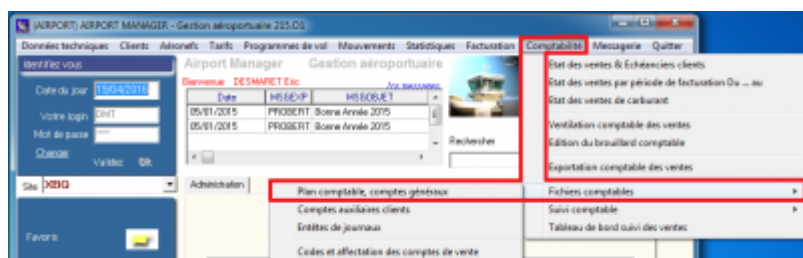 (AIRPORT) AIRPORT MANAGER - Gestion aéroportuaire 215.01
Données techniques Clients Aéronefs Tarifs Programmes de vol Mouvements Statistiques Facturation Comptabilité Messagerie Quitter
Identifiez vous
Airport Manager Gestion aéroportuaire
Bienvenue DESMARET Eric
Date du jour 15/04/2016
Votre login DMT
Mot de passe
Changer Valider
Date MSGEXP MSGOBJET
05/01/2015 PROBERT Bonne Année 2015
05/01/2015 PROBERT Bonne Année 2015
Rechercher
Etat des ventes & Echéanciers clients
Etat des ventes par période de facturation Du ... au
Etat des ventes de carburant
Ventilation comptable des ventes
Edition du brouillard comptable
Exportation comptable des ventes
Site
Administration
Plan comptable, comptes généraux
Fichiers comptables
Comptes auxiliaires clients
Suivi comptable
Entêtes de journaux
Tableau de bord suivi des ventes
Favoris
Codes et affectation des comptes de vente